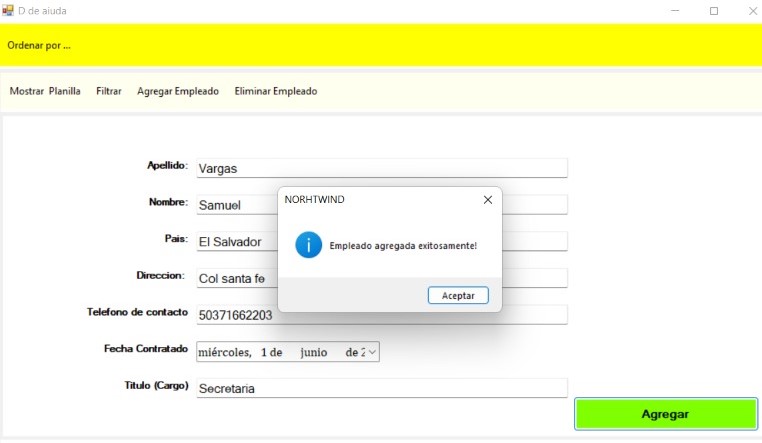 D de aiuda
Ordenar por ...
Mostrar Planilla Filtrar Agregar Empleado Eliminar Empleado
Apellido: Vargas
Nombre: Samuel
Pais: El Salvador
Direccion: Col santa fe
Telefono de contacto 50371662203
Fecha Contratado miércoles, 1 de junio de 2
Titulo (Cargo) Secretaria
Agregar
NORHTWIND
Empleado agregada exitosamente!
Aceptar